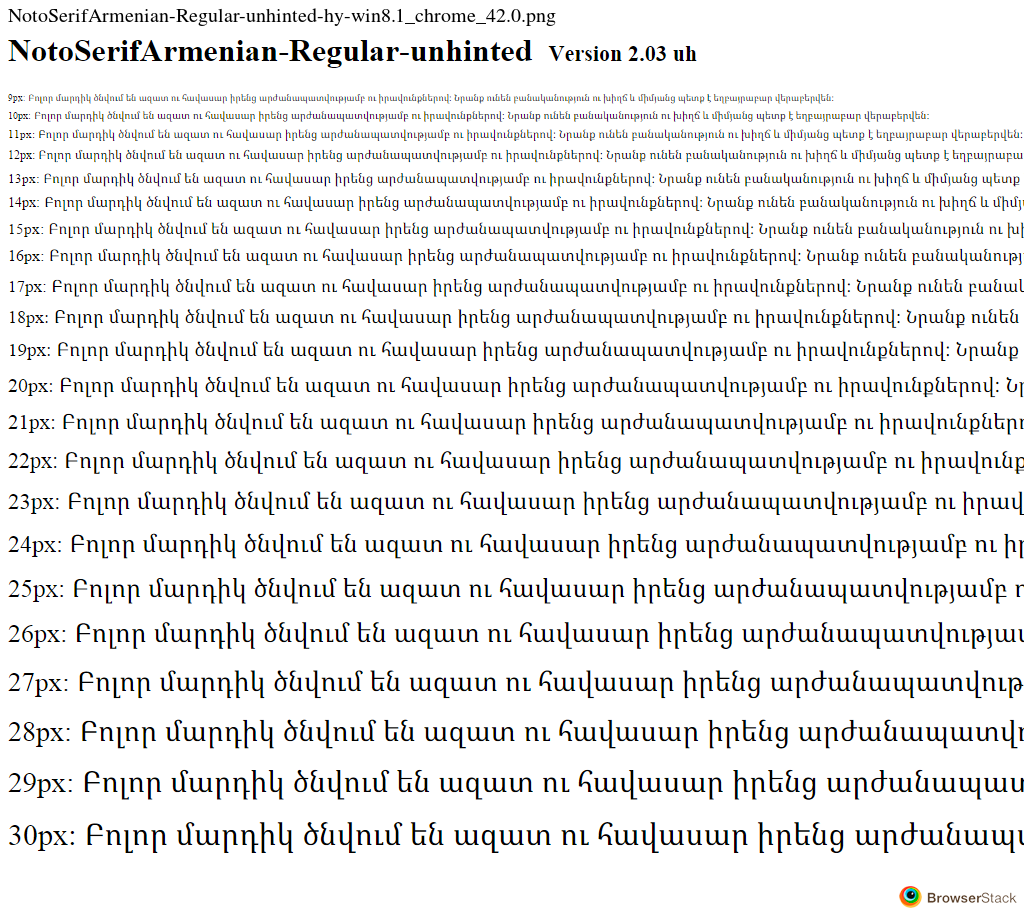 NotoSerifArmenian-Regular-unhinted-hy-win8.1_chrome_42.0.png
NotoSerifArmenian-Regular-unhinted Version 2.03 uh
9px: Բոլոր մարդիկ ծնվում են ազատ ու հավասար իրենց արժանապատվությամբ ու իրավունքներով: Նրանք ունեն բանականություն ու խիղճ և միմյանց պետք է եղբայրաբար վերաբերվեն:
10px: Բոլոր մարդիկ ծնվում են ազատ ու հավասար իրենց արժանապատվությամբ ու իրավունքներով: Նրանք ունեն բանականություն ու խիղճ և միմյանց պետք է եղբայրաբար վերաբերվեն:
11px: Բոլոր մարդիկ ծնվում են ազատ ու հավասար իրենց արժանապատվությամբ ու իրավունքներով: Նրանք ունեն բանականություն ու խիղճ և միմյանց պետք է եղբայրաբար վերաբերվեն:
12px: Բոլոր մարդիկ ծնվում են ազատ ու հավասար իրենց արժանապատվությամբ ու իրավունքներով: Նրանք ունեն բանականություն ու խիղճ և միմյանց պետք է եղբայրաբա
13px: Բոլոր մարդիկ ծնվում են ազատ ու հավասար իրենց արժանապատվությամբ ու իրավունքներով: Նրանք ունեն բանականություն ու խիղճ և միմյանց պետք
14px: Բոլոր մարդիկ ծնվում են ազատ ու հավասար իրենց արժանապատվությամբ ու իրավունքներով: Նրանք ունեն բանականություն ու խիղճ և միմյ
15px: Բոլոր մարդիկ ծնվում են ազատ ու հավասար իրենց արժանապատվությամբ ու իրավունքներով: Նրանք ունեն բանականություն ու խի
16px: Բոլոր մարդիկ ծնվում են ազատ ու հավասար իրենց արժանապատվությամբ ու իրավունքներով: Նրանք ունեն բանականությ
17px: Բոլոր մարդիկ ծնվում են ազատ ու հավասար իրենց արժանապատվությամբ ու իրավունքներով: Նրանք ունեն բանակ
18px: Բոլոր մարդիկ ծնվում են ազատ ու հավասար իրենց արժանապատվությամբ ու իրավունքներով: Նրանք ունեն
19px: Բոլոր մարդիկ ծնվում են ազատ ու հավասար իրենց արժանապատվությամբ ու իրավունքներով: Նրանք
20px: Բոլոր մարդիկ ծնվում են ազատ ու հավասար իրենց արժանապատվությամբ ու իրավունքներով: Նր
21px: Բոլոր մարդիկ ծնվում են ազատ ու հավասար իրենց արժանապատվությամբ ու իրավունքներ
22px: Բոլոր մարդիկ ծնվում են ազատ ու հավասար իրենց արժանապատվությամբ ու իրավունք
23px: Բոլոր մարդիկ ծնվում են ազատ ու հավասար իրենց արժանապատվությամբ ու իրավ
24px: Բոլոր մարդիկ ծնվում են ազատ ու հավասար իրենց արժանապատվությամբ ու իր
25px: Բոլոր մարդիկ ծնվում են ազատ ու հավասար իրենց արժանապատվությամբ
26px: Բոլոր մարդիկ ծնվում են ազատ ու հավասար իրենց արժանապատվությա
27px: Բոլոր մարդիկ ծնվում են ազատ ու հավասար իրենց արժանապատվութ
28px: Բոլոր մարդիկ ծնվում են ազատ ու հավասար իրենց արժանապատվ
29px: Բոլոր մարդիկ ծնվում են ազատ ու հավասար իրենց արժանապատ
30px: Բոլոր մարդիկ ծնվում են ազատ ու հավասար իրենց արժանապ
BrowserStack